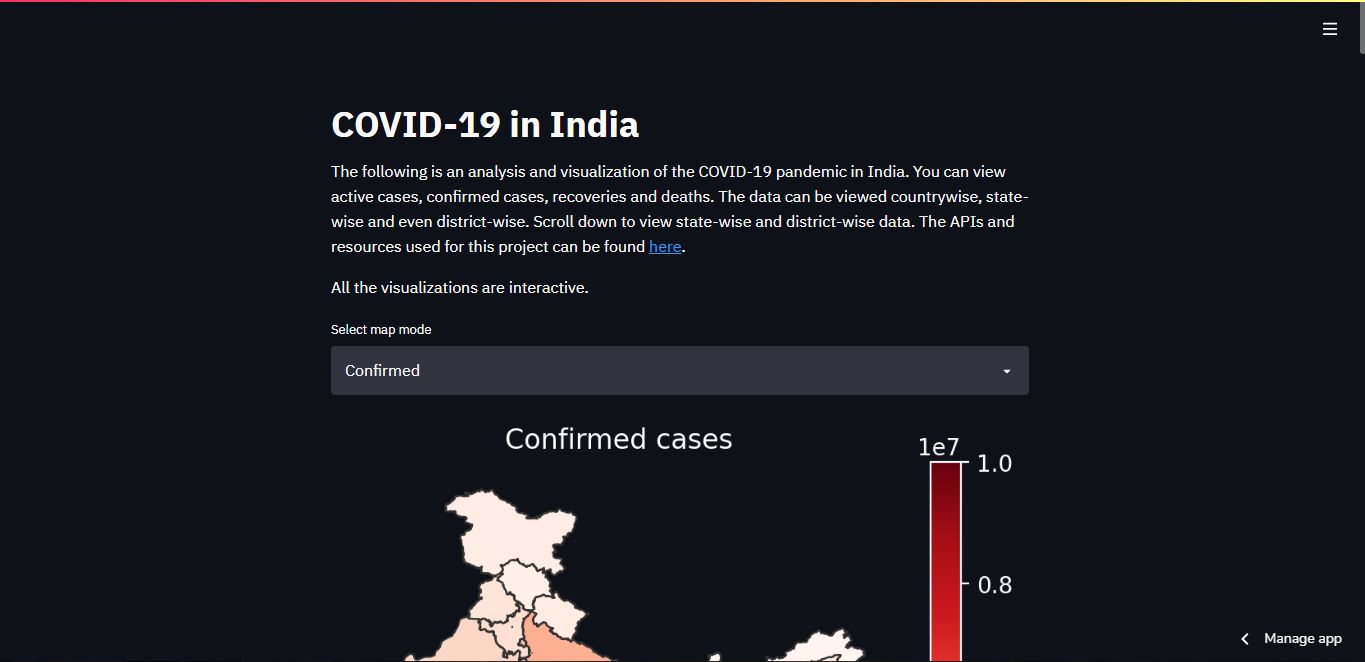 COVID-19 in India
The following is an analysis and visualization of the COVID-19 pandemic in India. You can view
active cases, confirmed cases, recoveries and deaths. The data can be viewed countrywise, state-
wise and even district-wise. Scroll down to view state-wise and district-wise data. The APIs and
resources used for this project can be found here.
All the visualizations are interactive.
Select map mode
Confirmed
Confirmed cases
1e7
1.0
0.8
Manage app